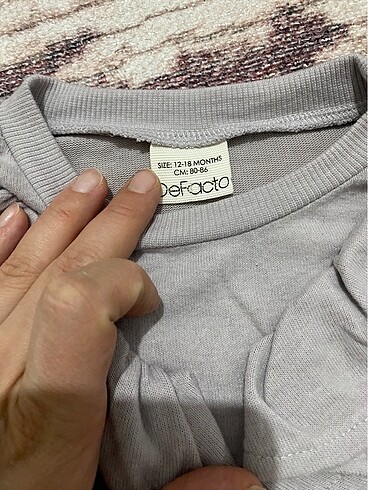 SIZE: 12-18 MONTHS
CM: 80-86
DeFacto